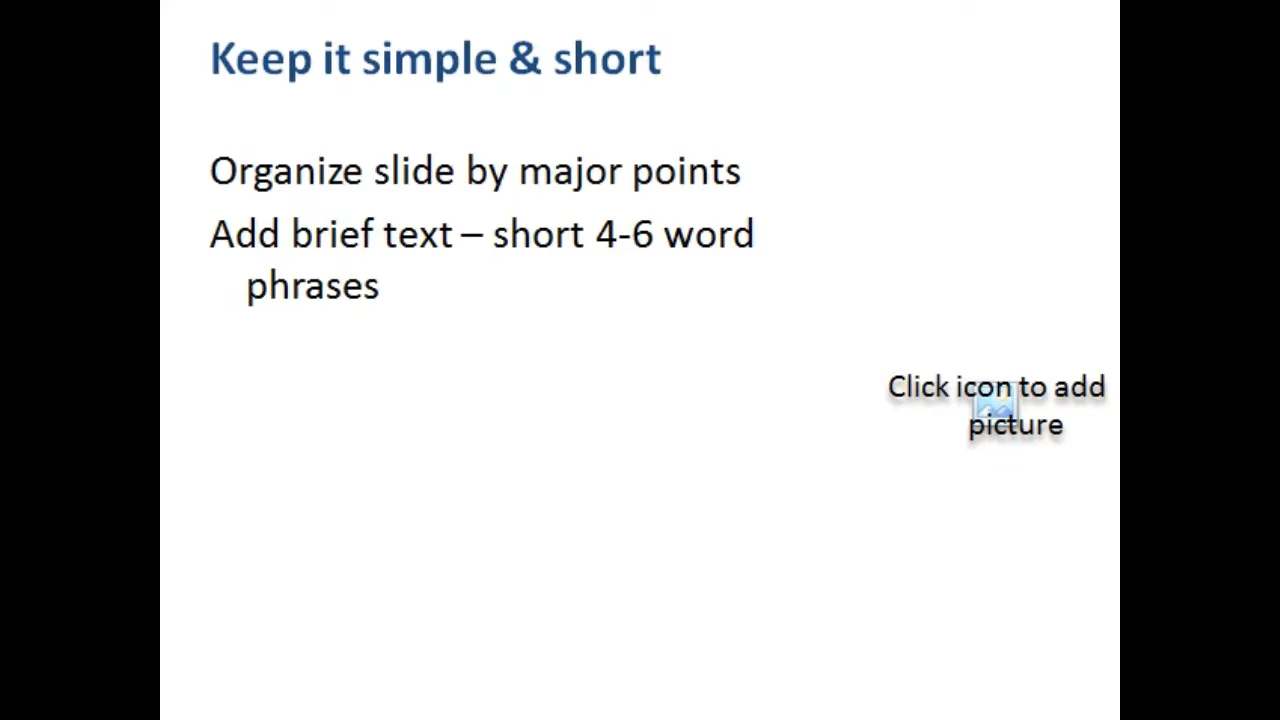 Keep it simple & short
Organize slide by major points
Add brief text – short 4-6 word
phrases
Click icon to add
picture